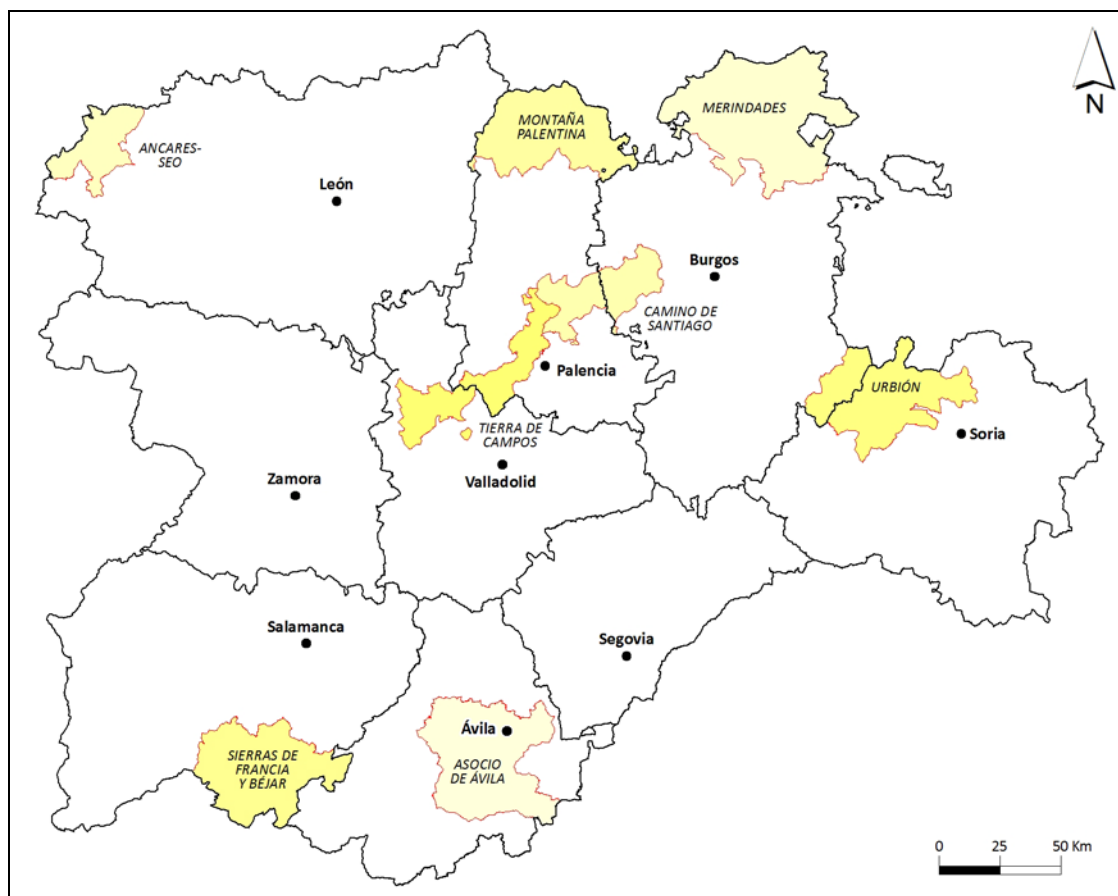 N
MERINDADES
MONTAÑA
PALENTINA
ANCARES-
SEO
León
Burgos
CAMINO DE
SANTIAGO
Palencia
URBIÓN
TIERRA DE
CAMPOS
Soria
Valladolid
Zamora
Salamanca
Segovia
Ávila
SIERRAS DE
FRANCIA
Y BÉJAR
ASOCIO
DE ÁVILA
0 25 50 Km